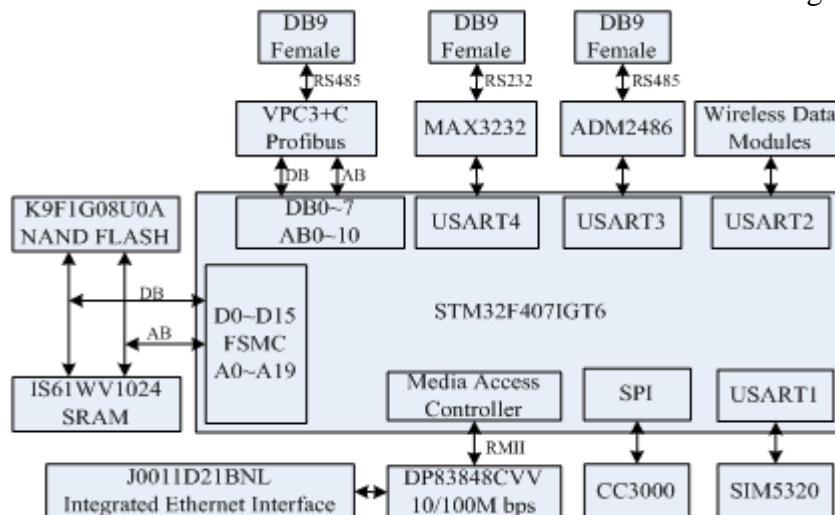 g
DB9
Female
DB9
Female
DB9
Female
RS485
RS232
RS485
VPC3+C
Profibus
MAX3232
ADM2486
Wireless Data
Modules
DB
AB
K9F1G08U0A
NAND FLASH
DB0~7
AB0~10
USART4
USART3
USART2
DB
AB
D0~D15
FSMC
A0~A19
STM32F407IGT6
IS61WV1024
SRAM
Media Access
Controller
SPI
USART1
RMII
J0011D21BNL
Integrated Ethernet Interface
DP83848CVV
10/100M bps
CC3000
SIM5320